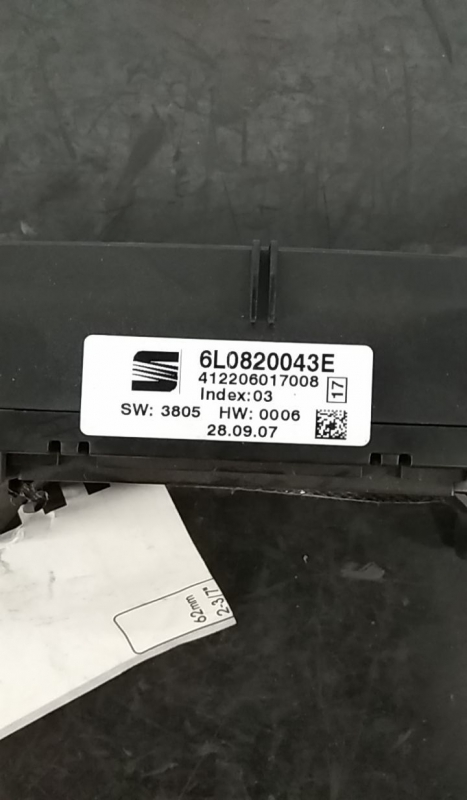 6L0820043E
412206017008
17
Index:03
SW: 3805 HW: 0006
28.09.07
62mm
2-3/7"